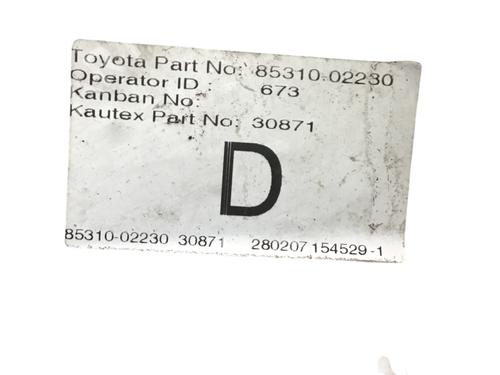 Toyota Part No: 85310-02230
Operator ID : 673
Kanban No:
Kautex Part No: 30871
D
85310-02230 30871 280207 154529-1